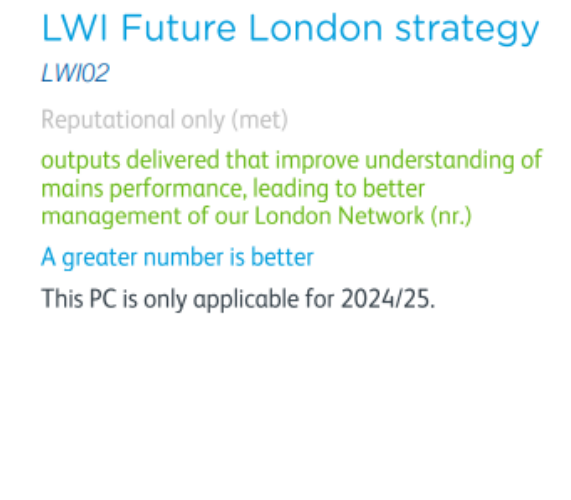 LWI Future London strategy
LWI02
Reputational only (met)
outputs delivered that improve understanding of
mains performance, leading to better
management of our London Network (nr.)
A greater number is better
This PC is only applicable for 2024/25.